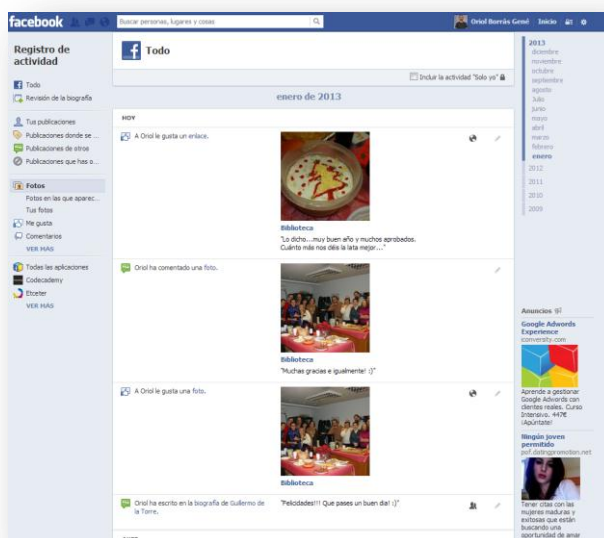 facebook
Buscar personas, lugares y cosas
Oriol Borrás Gené Inicio
Registro de
actividad
Todo
Revisión de la biografía
Tus publicaciones
Publicaciones donde se ...
Publicaciones de otros
Publicaciones que has o...
Fotos
Fotos en las que aparec...
Tus fotos
Me gusta
Comentarios
VER MÁS
Todas las aplicaciones
Codecademy
Etceter
VER MÁS
Todo
Incluir la actividad "Solo yo"
enero de 2013
HOY
A Oriol le gusta un enlace.
Biblioteca
"Lo dicho...muy buen año y muchos aprobados.
Cuánto más nos déis la lata mejor..."
Oriol ha comentado una foto.
Biblioteca
"Muchas gracias e igualmente! :)"
A Oriol le gusta una foto.
Biblioteca
Oriol ha escrito en la biografía de Guillermo de
la Torre.
"Felicidades!!! Que pases un buen dia! :)"
2013
diciembre
noviembre
octubre
septiembre
agosto
julio
junio
mayo
abril
marzo
febrero
enero
2012
2011
2010
2009
Anuncios
Google Adwords
Experience
iconversity.com
Aprende a gestionar
Google Adwords con
clientes reales. Curso
Intensivo. 447€
¡Apúntate!
Ningún joven
permitido
pof.datingpromotion.net
Tener citas con las
mujeres maduras y
exitosas que están
buscando una
oportunidad de amar